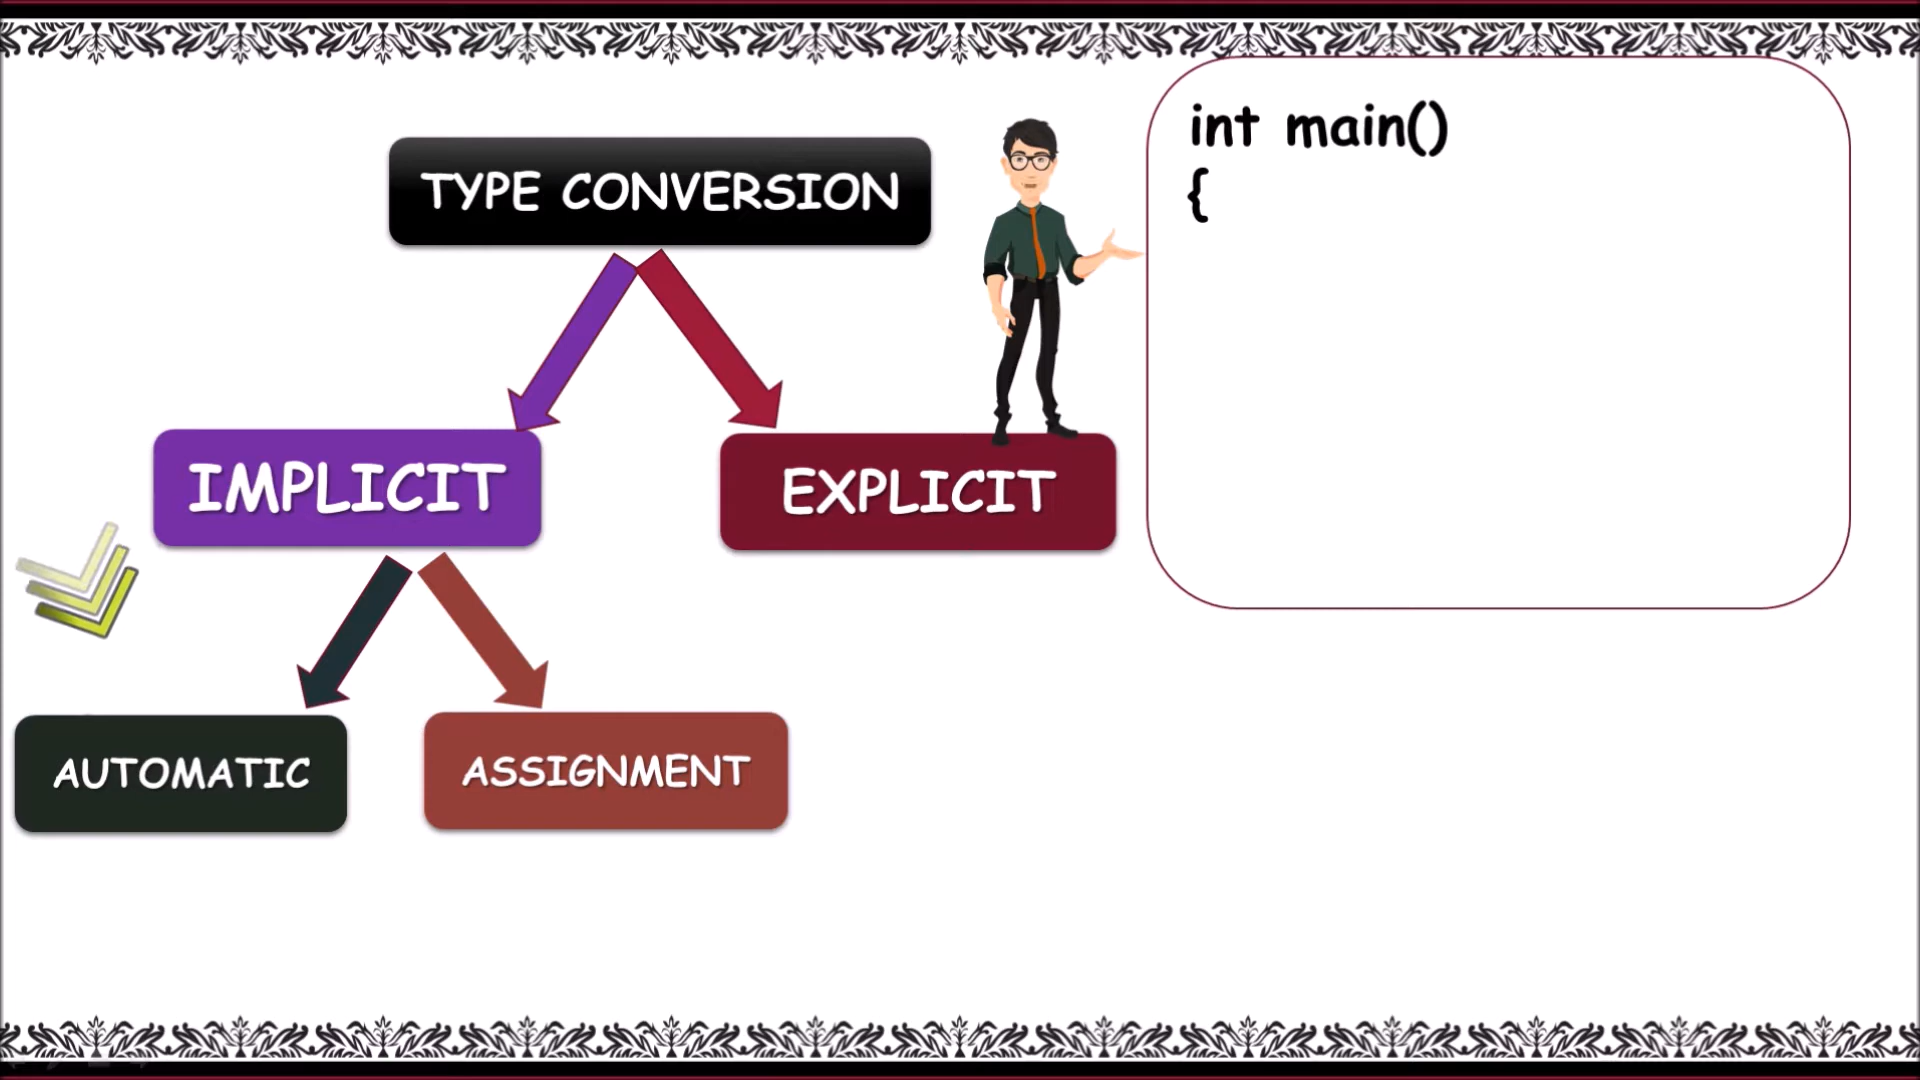 TYPE CONVERSION
IMPLICIT
EXPLICIT
AUTOMATIC
ASSIGNMENT
int main()
{